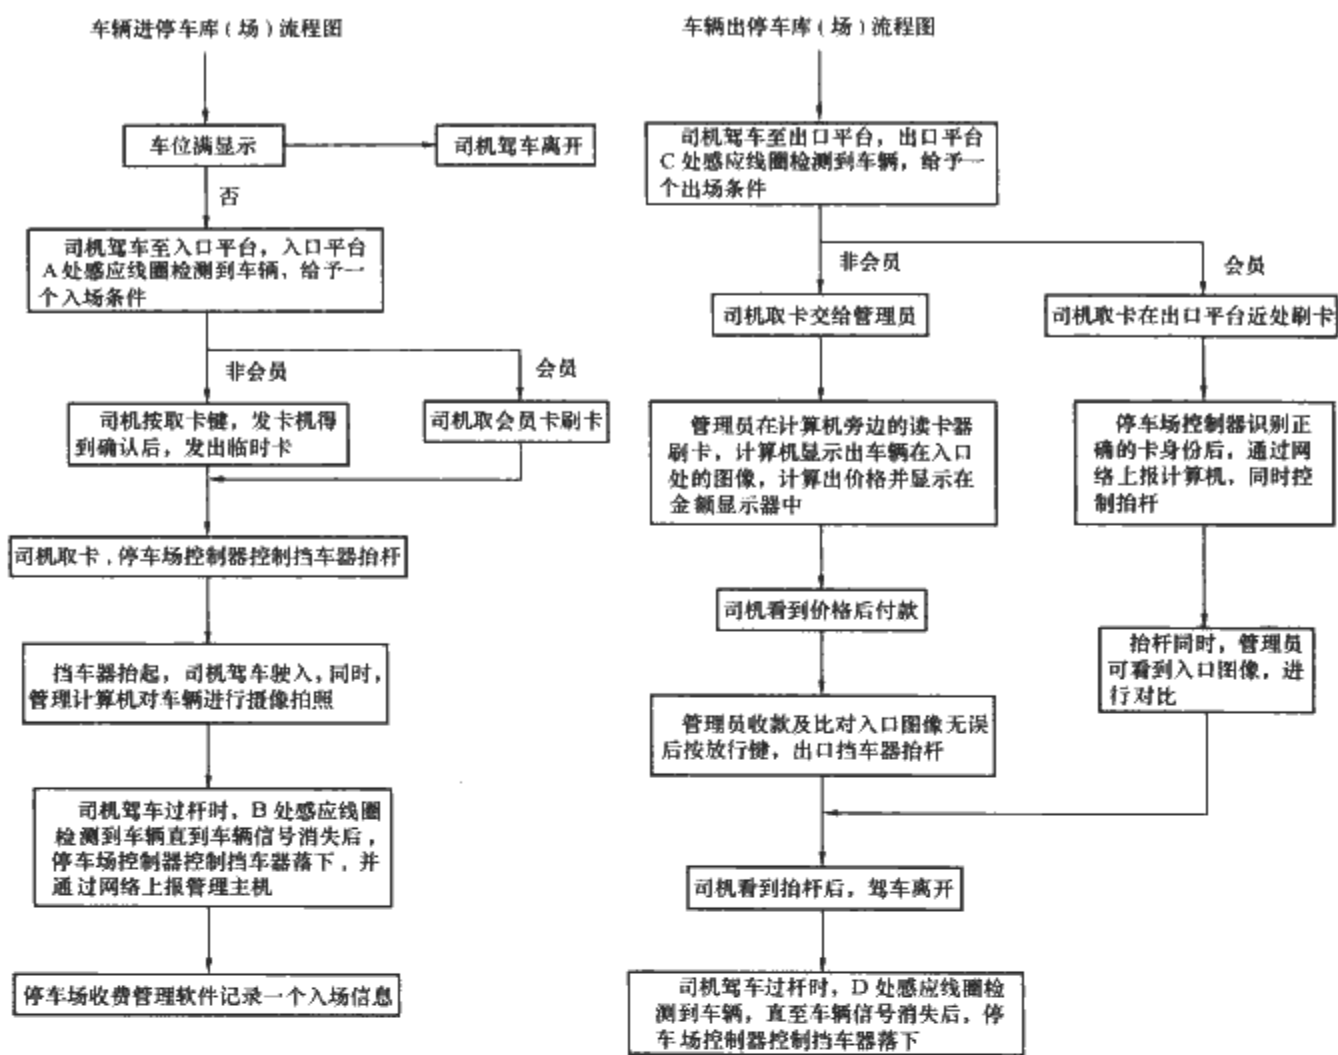 车辆进停车库(场)流程图
车位满显示
司机驾车离开
否
司机驾车至入口平台，入口平台
A处感应线圈检测到车辆，给予一
个入场条件
非会员
会员
司机按取卡键，发卡机得
到确认后，发出临时卡
司机取会员卡刷卡
司机取卡，停车场控制器控制挡车器抬杆
挡车器抬起，司机驾车驶入，同时，
管理计算机对车辆进行摄像拍照
司机驾车过杆时，B处感应线圈
检测到车辆直到车辆信号消失后，
停车场控制器控制挡车器落下，并
通过网络上报管理主机
停车场收费管理软件记录一个入场信息
车辆出停车库(场)流程图
司机驾车至出口平台，出口平台
C处感应线圈检测到车辆，给予一
个出场条件
非会员
会员
司机取卡交给管理员
司机取卡在出口平台近处刷卡
管理员在计算机旁边的读卡器
刷卡，计算机显示出车辆在入口
处的图像，计算出价格并显示在
金额显示器中
停车场控制器识别正
确的卡身份后，通过网
络上报计算机，同时控
制抬杆
司机看到价格后付款
抬杆同时，管理员
可看到入口图像，进
行对比
管理员收款及比对入口图像无误
后按放行键，出口挡车器抬杆
司机看到抬杆后，驾车离开
司机驾车过杆时，D处感应线圈检
测到车辆，直至车辆信号消失后，停
车场控制器控制挡车器落下